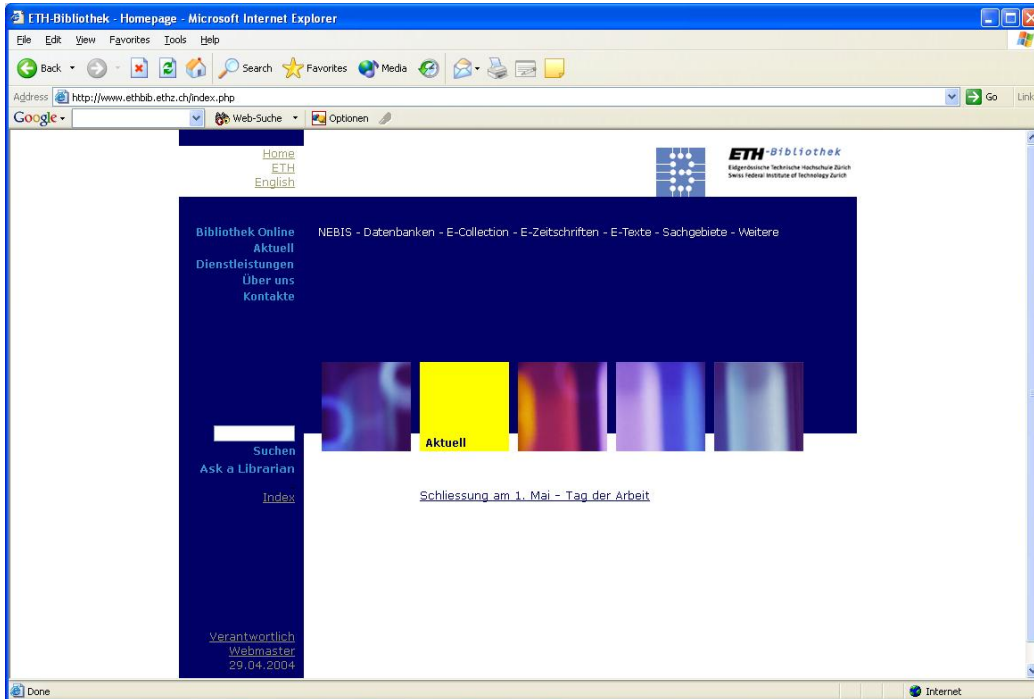 ETH-Bibliothek - Homepage - Microsoft Internet Explorer
File Edit View Favorites Tools Help
Back Search Favorites Media
Address http://www.ethbib.ethz.ch/index.php Go Link
Google Web-Suche Optionen
Home
ETH
English
ETH-Bibliothek
Eidgenössische Technische Hochschule Zürich
Swiss Federal Institute of Technology Zurich
Bibliothek Online
Aktuell
Dienstleistungen
Über uns
Kontakte
NEBIS - Datenbanken - E-Collection - E-Zeitschriften - E-Texte - Sachgebiete - Weitere
Aktuell
Suchen
Ask a Librarian
Index
Schliessung am 1. Mai - Tag der Arbeit
Verantwortlich
Webmaster
29.04.2004
Done Internet